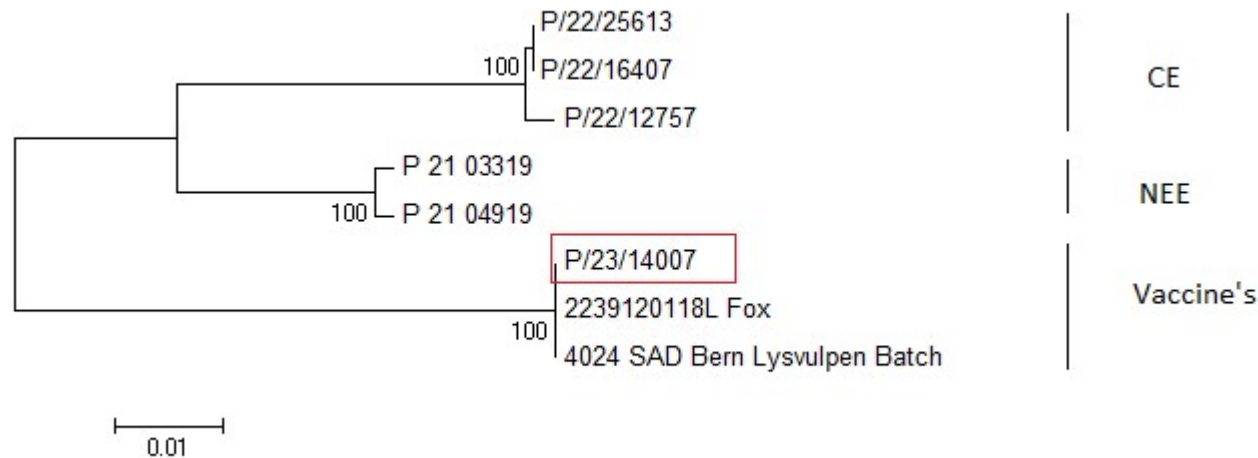 P/22/25613
100
P/22/16407
CE
P/22/12757
P 21 03319
NEE
100
P 21 04919
P/23/14007
Vaccine's
2239120118L Fox
100
4024 SAD Bern Lysvulpen Batch
0.01